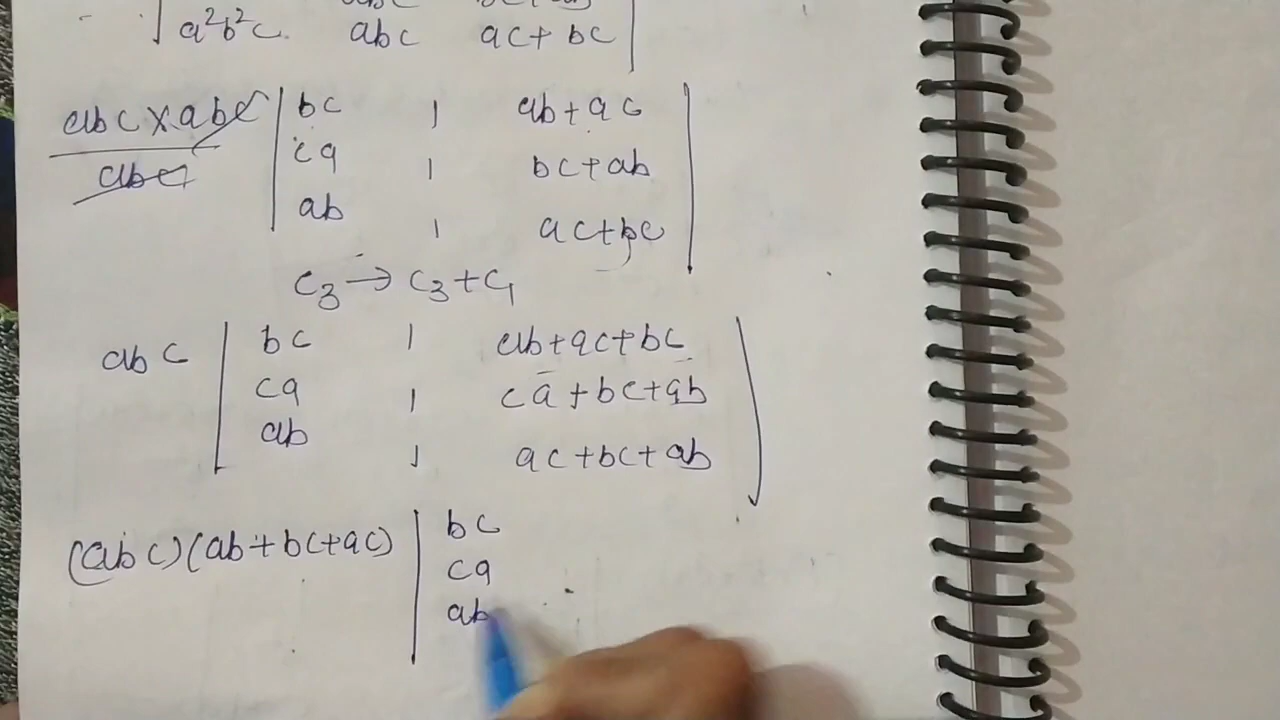 a²b²c. abc ac + bc
abc x abc | bc 1 ab + ac |
abc | ca 1 bc + ab |
| ab 1 ac + bc |
C3 → C3 + C1
abc | bc 1 ab + ac + bc |
| ca 1 ca + bc + ab |
| ab 1 ac + bc + ab |
(abc)(ab + bc + ac) | bc
| ca
| ab